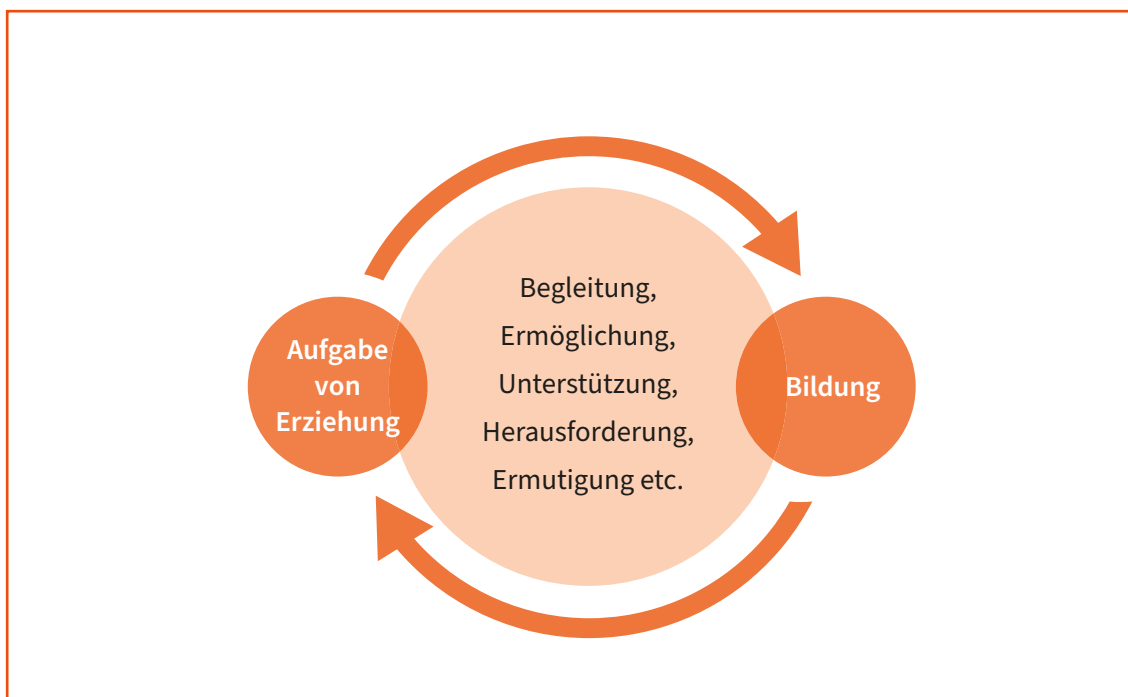 Begleitung,
Ermöglichung,
Unterstützung,
Herausforderung,
Ermutigung etc.
Aufgabe
von
Erziehung
Bildung